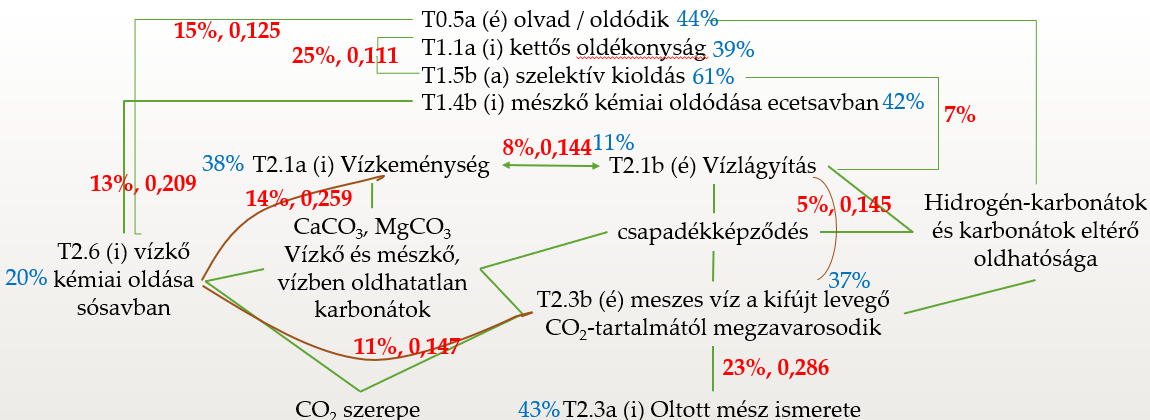 T0.5a (é) olvad / oldódik 44%
15%, 0,125
T1.1a (i) kettős oldékonyság 39%
25%, 0,111
T1.5b (a) szelektív kioldás 61%
T1.4b (i) mészkő kémiai oldódása ecetsavban 42%
7%
38% T2.1a (i) Vízkeménység
8%,0,144
11%
T2.1b (é) Vízlágyítás
13%, 0,209
14%, 0,259
5%, 0,145
CaCO₃, MgCO₃
Vízkő és mészkő,
vízben oldhatatlan
karbonátok
csapadékképződés
Hidrogén-karbonátok
és karbonátok eltérő
oldhatósága
T2.6 (i) vízkő
20% kémiai oldása
sósavban
37%
T2.3b (é) meszes víz a kifújt levegő
CO₂-tartalmától megzavarosodik
11%, 0,147
23%, 0,286
CO₂ szerepe
43% T2.3a (i) Oltott mész ismerete